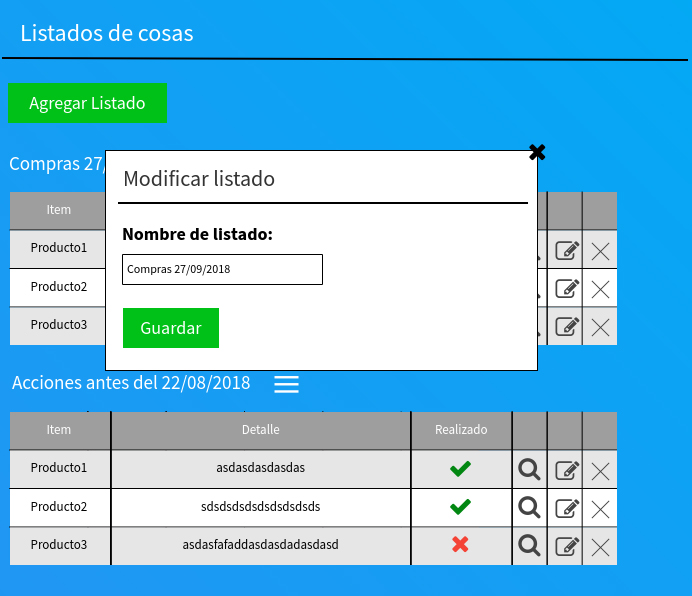 Listados de cosas
Agregar Listado
Compras 27/
Modificar listado
Nombre de listado:
Compras 27/09/2018
Guardar
Item
Producto1
Producto2
Producto3
Acciones antes del 22/08/2018
Item Detalle Realizado
Producto1 asdasdasdasdas
Producto2 sdsdsdsdsdsdsdsdsds
Producto3 asdasfafaddasdasdadasdasd